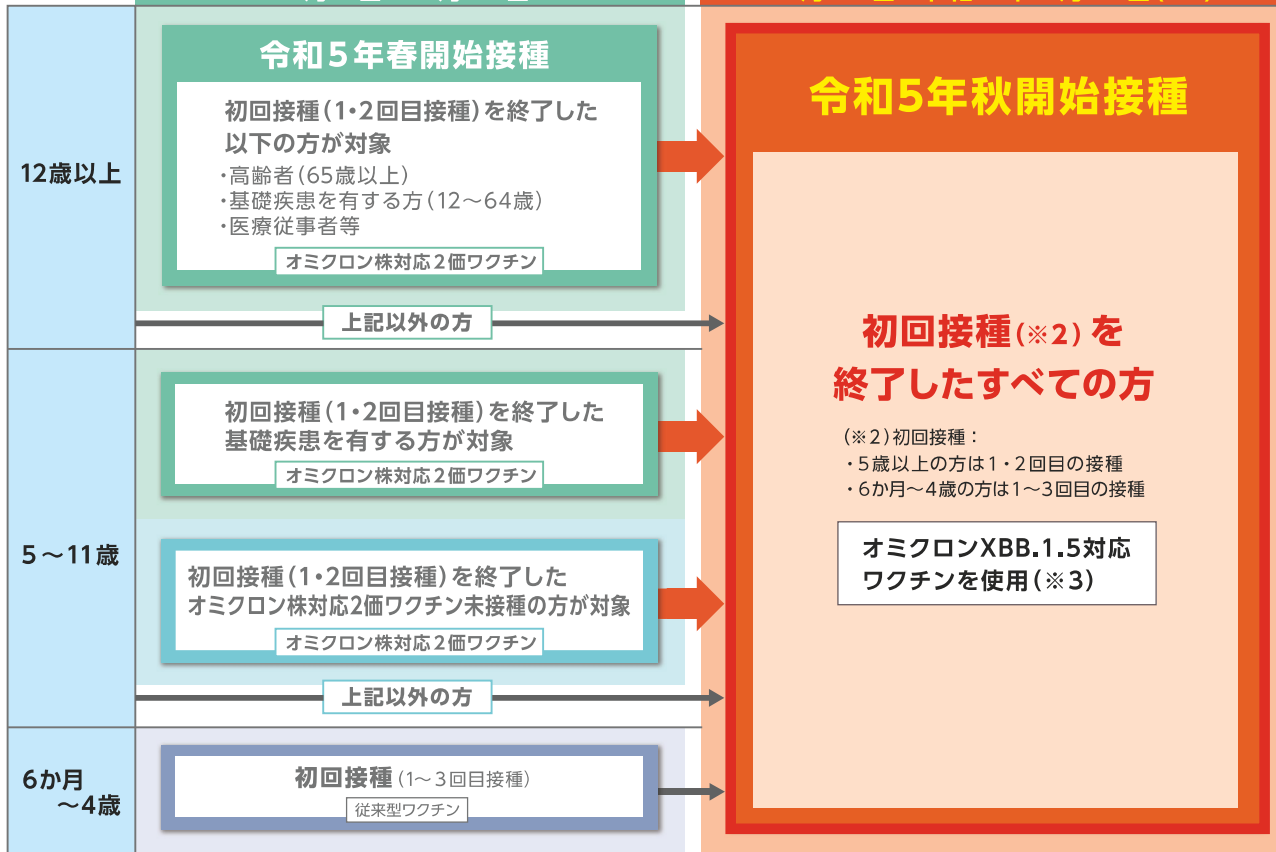 12歳以上
令和5年春開始接種
初回接種(1・2回目接種)を終了した
以下の方が対象
・高齢者(65歳以上)
・基礎疾患を有する方(12～64歳)
・医療従事者等
オミクロン株対応2価ワクチン
上記以外の方
5～11歳
初回接種(1・2回目接種)を終了した
基礎疾患を有する方が対象
オミクロン株対応2価ワクチン
初回接種(1・2回目接種)を終了した
オミクロン株対応2価ワクチン未接種の方が対象
オミクロン株対応2価ワクチン
上記以外の方
6か月
～4歳
初回接種(1～3回目接種)
従来型ワクチン
令和5年秋開始接種
初回接種(※2)を
終了したすべての方
(※2)初回接種：
・5歳以上の方は1・2回目の接種
・6か月～4歳の方は1～3回目の接種
オミクロンXBB.1.5対応
ワクチンを使用(※3)